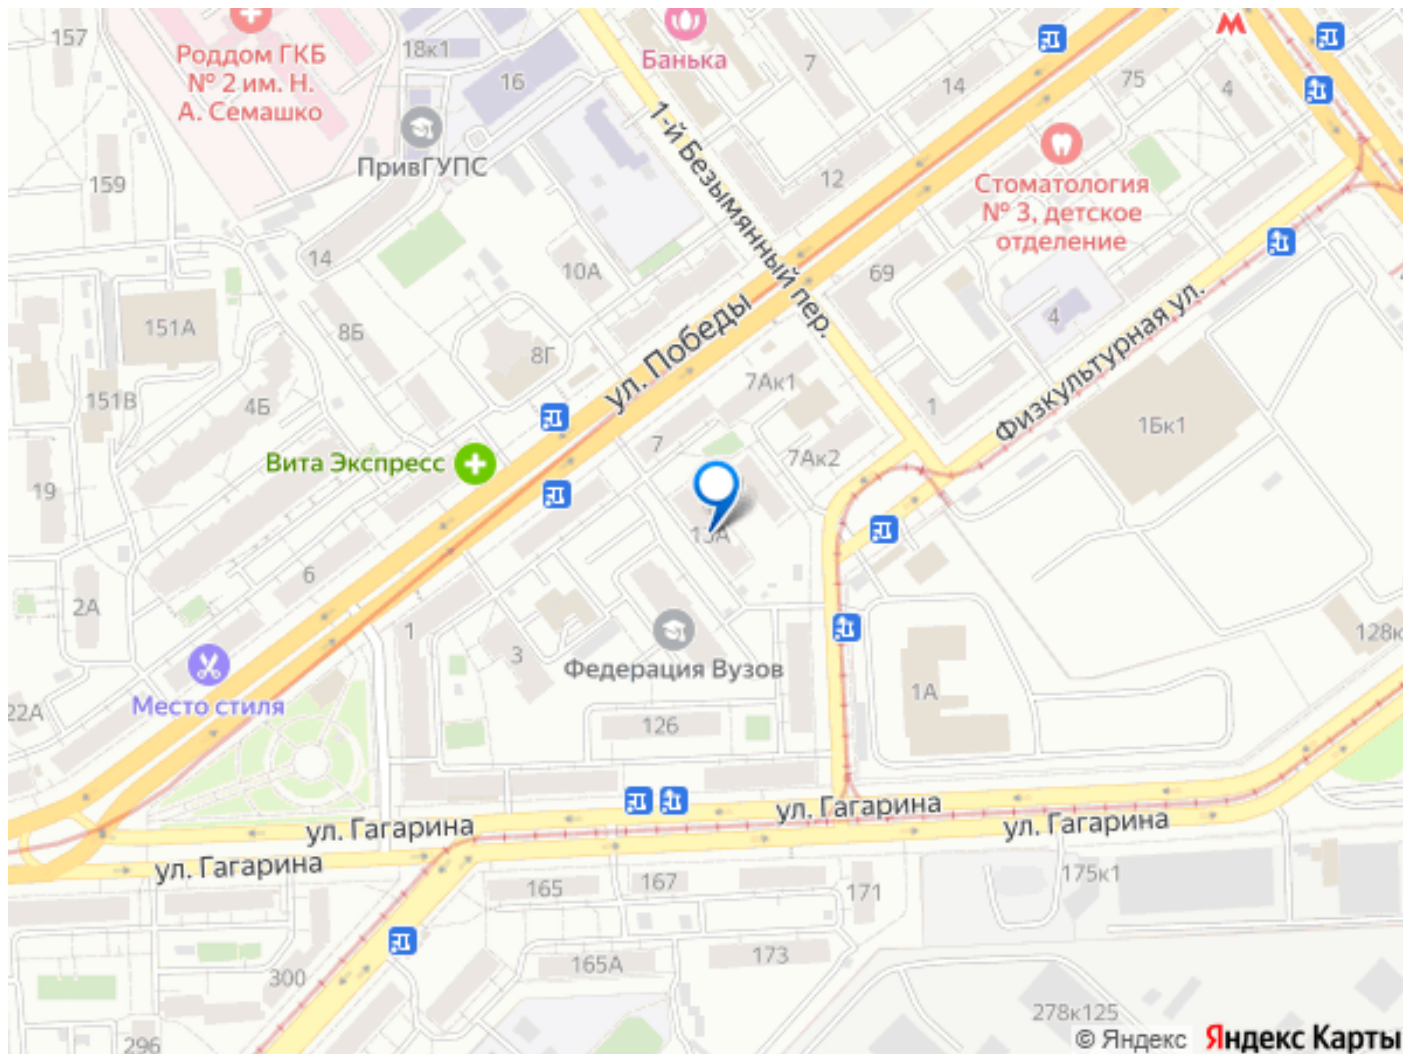 157
Роддом ГКБ
№ 2 им. Н.
А. Семашко
18к1
16
Банька
7
14
75
4
ПривГУПС
1-й Безымянный пер.
12
Стоматология
№ 3, детское
отделение
159
14
10А
69
4
151А
8Б
8Г
ул. Победы
Физкультурная ул.
7Ак1
1
1Бк1
151В
4Б
7
7Ак2
Вита Экспресс
19
6
2А
1
3
Федерация Вузов
128к
1А
22А
Место стиля
126
ул. Гагарина
ул. Гагарина
ул. Гагарина
ул. Гагарина
165
167
171
175к1
300
165А
173
278к125
296
© Яндекс Яндекс Карты